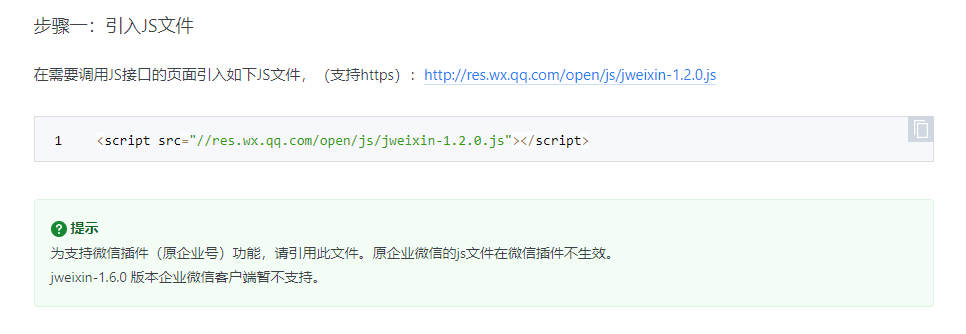 步骤一：引入JS文件
在需要调用JS接口的页面引入如下JS文件，（支持https）：http://res.wx.qq.com/open/js/jweixin-1.2.0.js
1 <script src="//res.wx.qq.com/open/js/jweixin-1.2.0.js"></script>
提示
为支持微信插件（原企业号）功能，请引用此文件。原企业微信的js文件在微信插件不生效。
jweixin-1.6.0 版本企业微信客户端暂不支持。